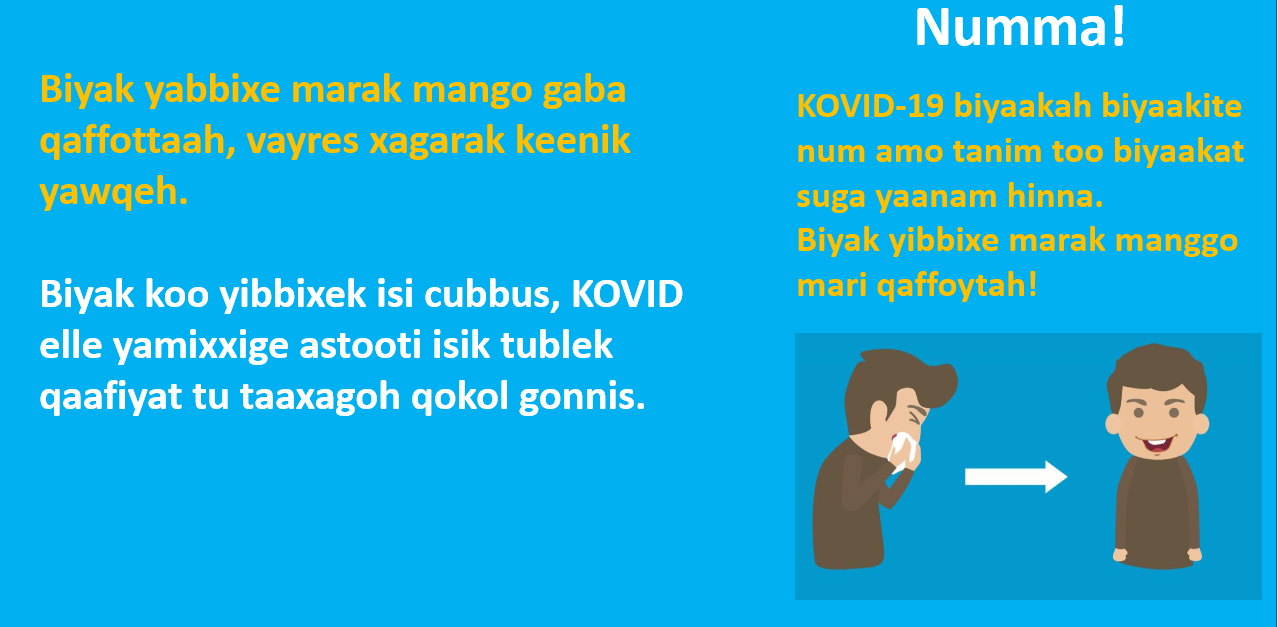 Numma!
Biyak yabbixe marak mango gaba
qaffottaah, vayres xagarak keenik
yawqeh.
Biyak koo yibbixek isi cubbus, KOVID
elle yamixxige astooti isik tublek
qaafiyat tu taaxagoh qokol gonnis.
KOVID-19 biyaakah biyaakite
num amo tanim too biyaakat
suga yaanam hinna.
Biyak yibbixe marak manggo
mari qaffoytah!